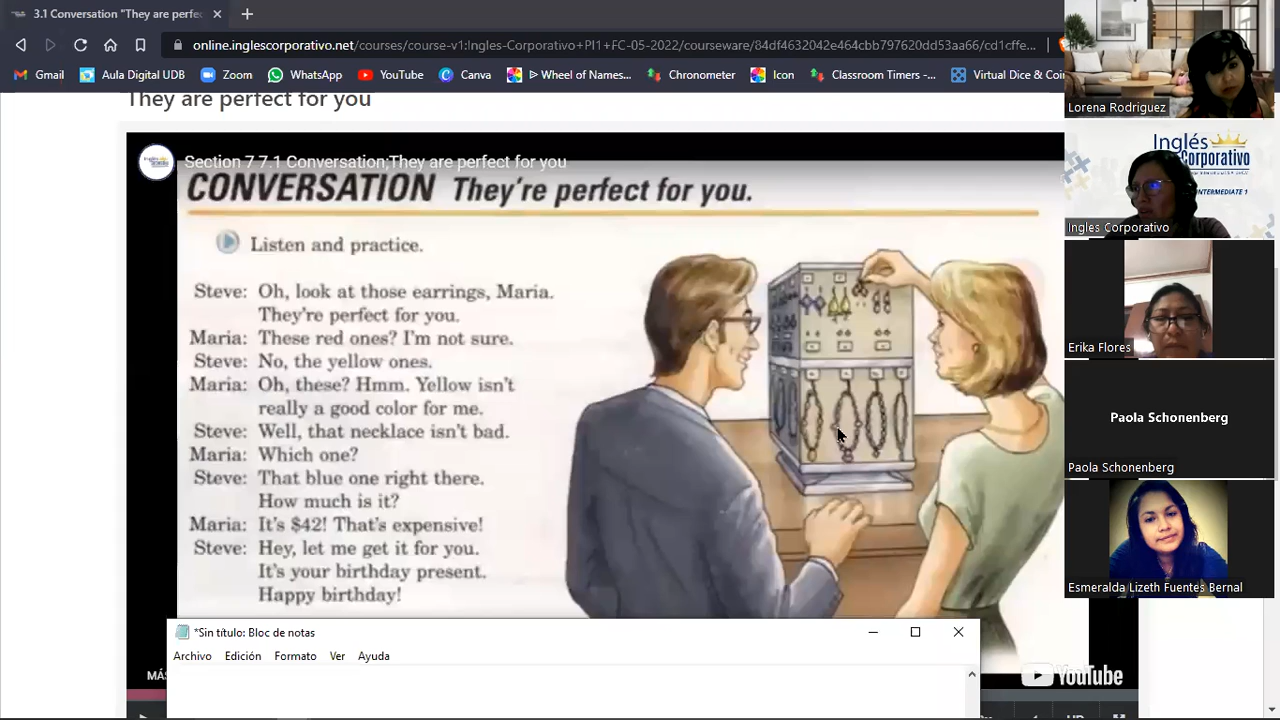 3.1 Conversation "They are perfec
online.inglescorporativo.net/courses/course-v1:Ingles-Corporativo+PI1+FC-05-2022/courseware/84df4632042e464cbb797620dd53aa66/cd1cffe...
Gmail
Aula Digital UDB
Zoom
WhatsApp
YouTube
Canva
Wheel of Names...
Chronometer
Icon
Classroom Timers -...
Virtual Dice & Coi
They are perfect for you
Section 7.7.1 Conversation;They are perfect for you
CONVERSATION They're perfect for you.
Listen and practice.
Steve: Oh, look at those earrings, Maria.
They're perfect for you.
Maria: These red ones? I'm not sure.
Steve: No, the yellow ones.
Maria: Oh, these? Hmm. Yellow isn't
really a good color for me.
Steve: Well, that necklace isn't bad.
Maria: Which one?
Steve: That blue one right there.
How much is it?
Maria: It's $42! That's expensive!
Steve: Hey, let me get it for you.
It's your birthday present.
Happy birthday!
*Sin título: Bloc de notas
Archivo Edición Formato Ver Ayuda
MÁS
YouTube
Lorena Rodriguez
Inglés
Corporativo
INTERMEDIATE 1
Ingles Corporativo
Erika Flores
Paola Schonenberg
Paola Schonenberg
Esmeralda Lizeth Fuentes Bernal